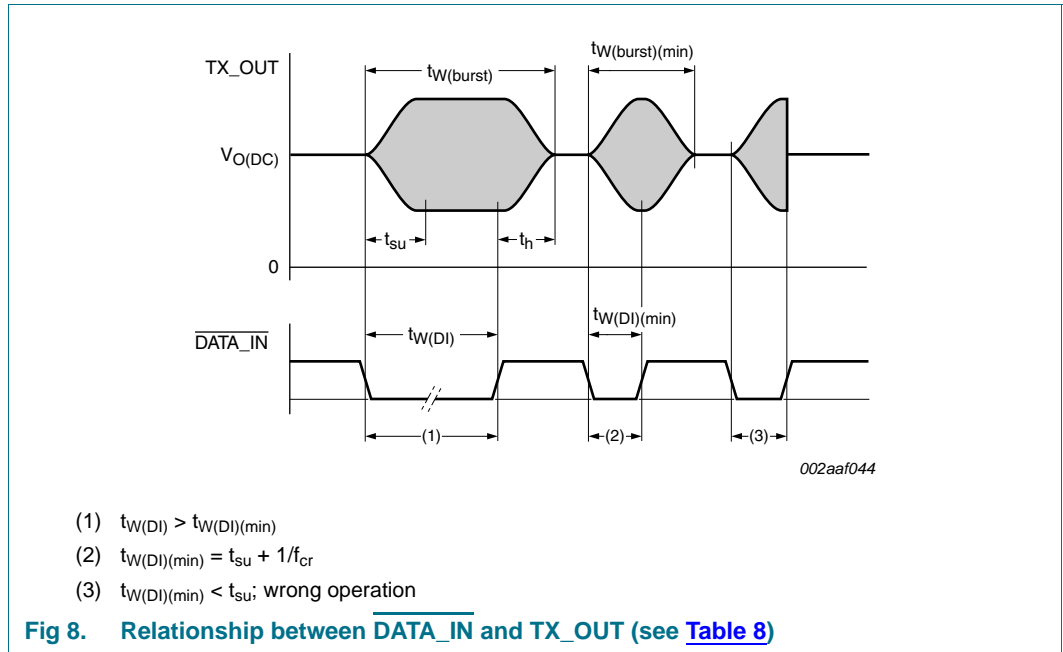 TX_OUT
tW(burst)
tW(burst)(min)
VO(DC)
tsu
th
0
DATA_IN
tW(DI)
tW(DI)(min)
(1)
(2)
(3)
002aaf044
(1) tW(DI) > tW(DI)(min)
(2) tW(DI)(min) = tsu + 1/fcr
(3) tW(DI)(min) < tsu; wrong operation
Fig 8. Relationship between DATA_IN and TX_OUT (see Table 8)